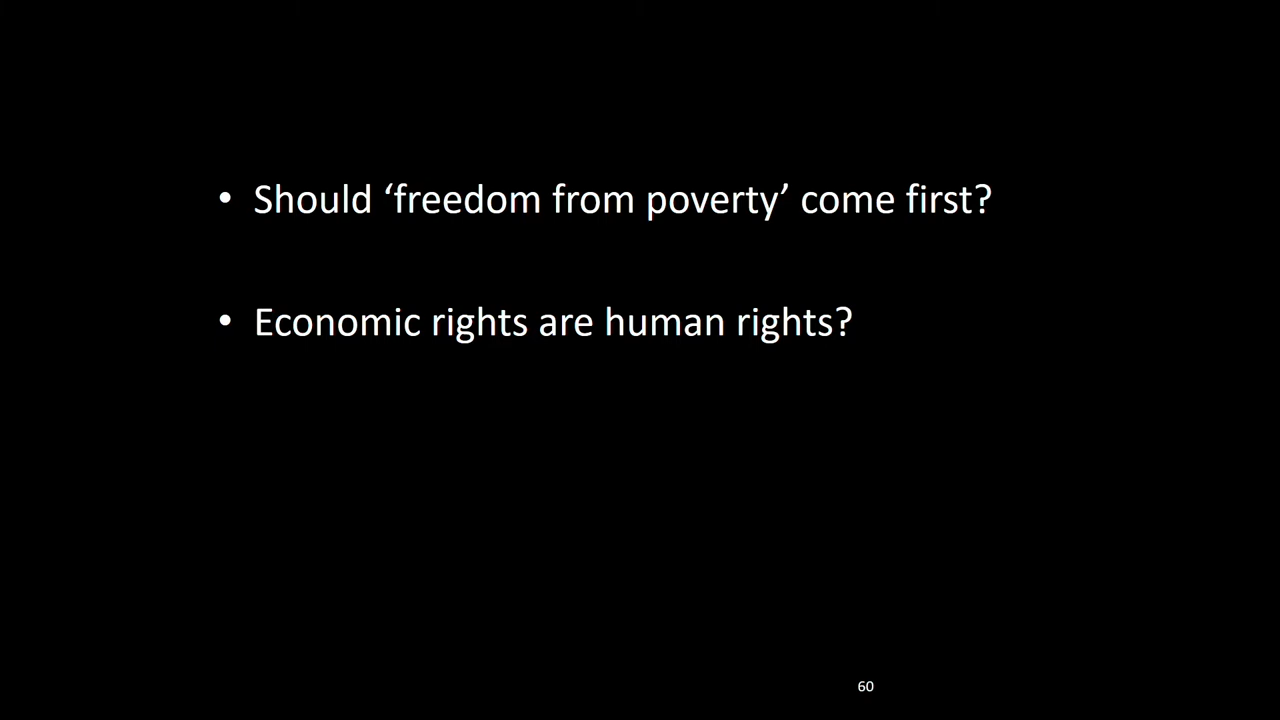 • Should ‘freedom from poverty’ come first?
• Economic rights are human rights?
60